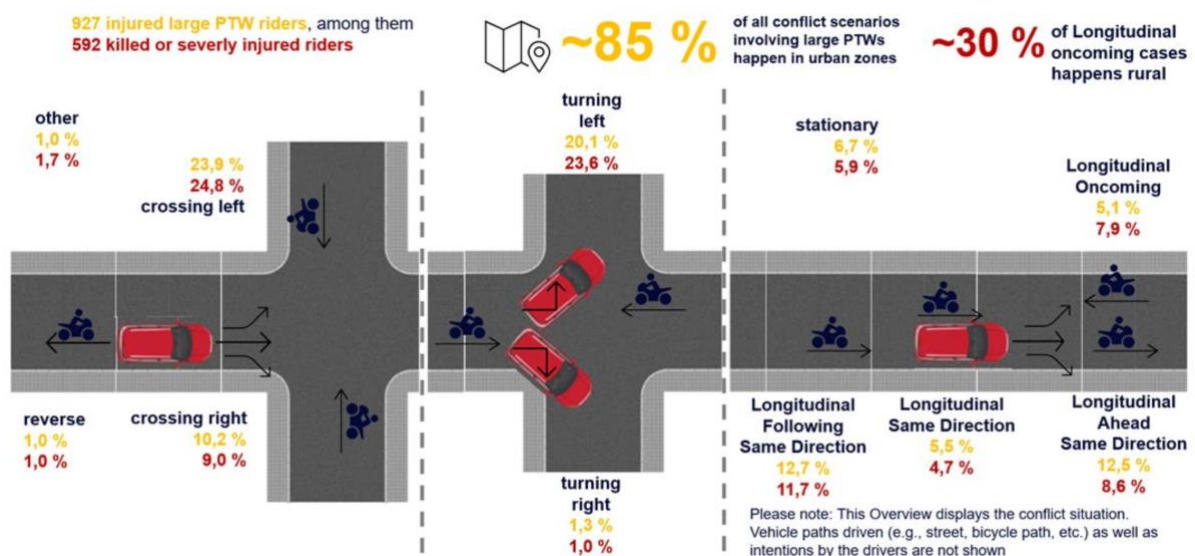 927 injured large PTW riders, among them
592 killed or severly injured riders
~85 %
of all conflict scenarios
involving large PTWs
happen in urban zones
~30 %
of Longitudinal
oncoming cases
happens rural
other
1,0 %
1,7 %
23,9 %
24,8 %
crossing left
turning
left
20,1 %
23,6 %
stationary
6,7 %
5,9 %
Longitudinal
Oncoming
5,1 %
7,9 %
reverse
1,0 %
1,0 %
crossing right
10,2 %
9,0 %
turning
right
1,3 %
1,0 %
Longitudinal
Following
Same Direction
12,7 %
11,7 %
Longitudinal
Same Direction
5,5 %
4,7 %
Longitudinal
Ahead
Same Direction
12,5 %
8,6 %
Please note: This Overview displays the conflict situation.
Vehicle paths driven (e.g., street, bicycle path, etc.) as well as
intentions by the drivers are not shown